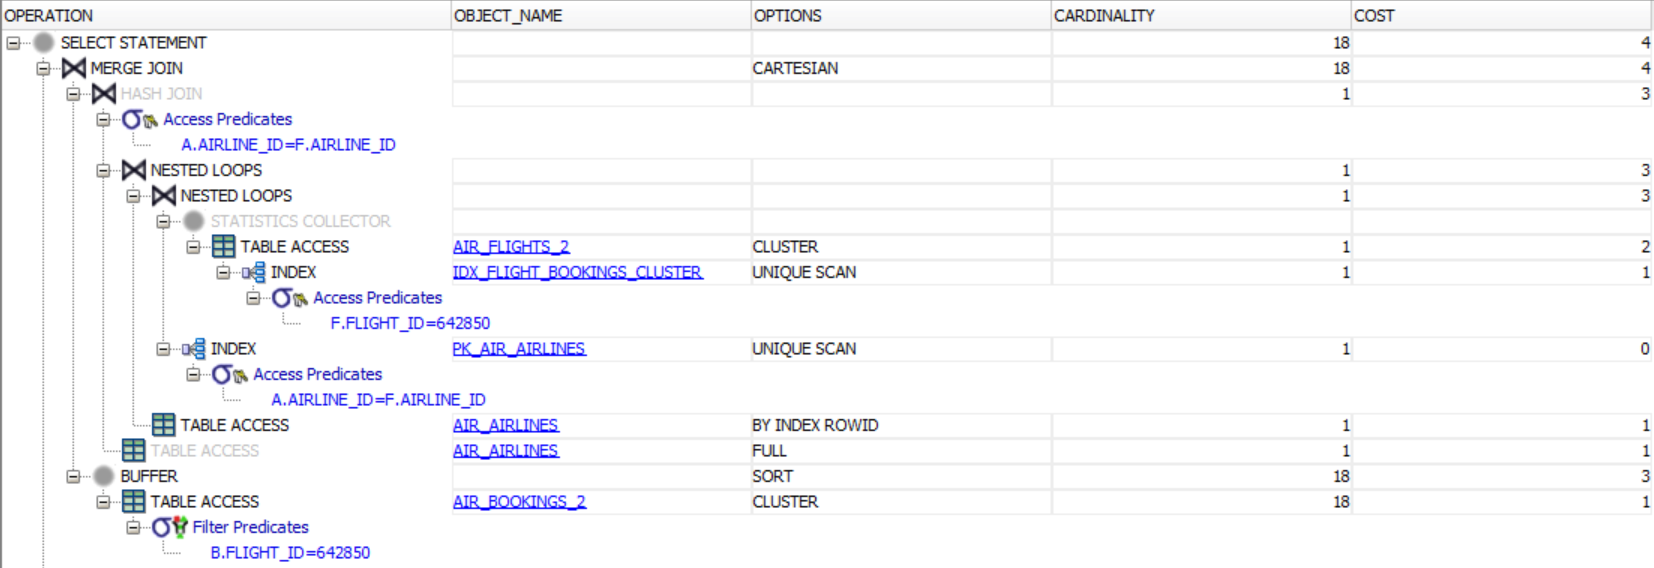 OPERATION OBJECT_NAME OPTIONS CARDINALITY COST
SELECT STATEMENT 18 4
MERGE JOIN CARTESIAN 18 4
HASH JOIN 1 3
Access Predicates
A.AIRLINE_ID=F.AIRLINE_ID
NESTED LOOPS 1 3
NESTED LOOPS 1 3
STATISTICS COLLECTOR
TABLE ACCESS AIR_FLIGHTS_2 CLUSTER 1 2
INDEX IDX_FLIGHT_BOOKINGS_CLUSTER UNIQUE SCAN 1 1
Access Predicates
F.FLIGHT_ID=642850
INDEX PK_AIR_AIRLINES UNIQUE SCAN 1 0
Access Predicates
A.AIRLINE_ID=F.AIRLINE_ID
TABLE ACCESS AIR_AIRLINES BY INDEX ROWID 1 1
TABLE ACCESS AIR_AIRLINES FULL 1 1
BUFFER SORT 18 3
TABLE ACCESS AIR_BOOKINGS_2 CLUSTER 18 1
Filter Predicates
B.FLIGHT_ID=642850